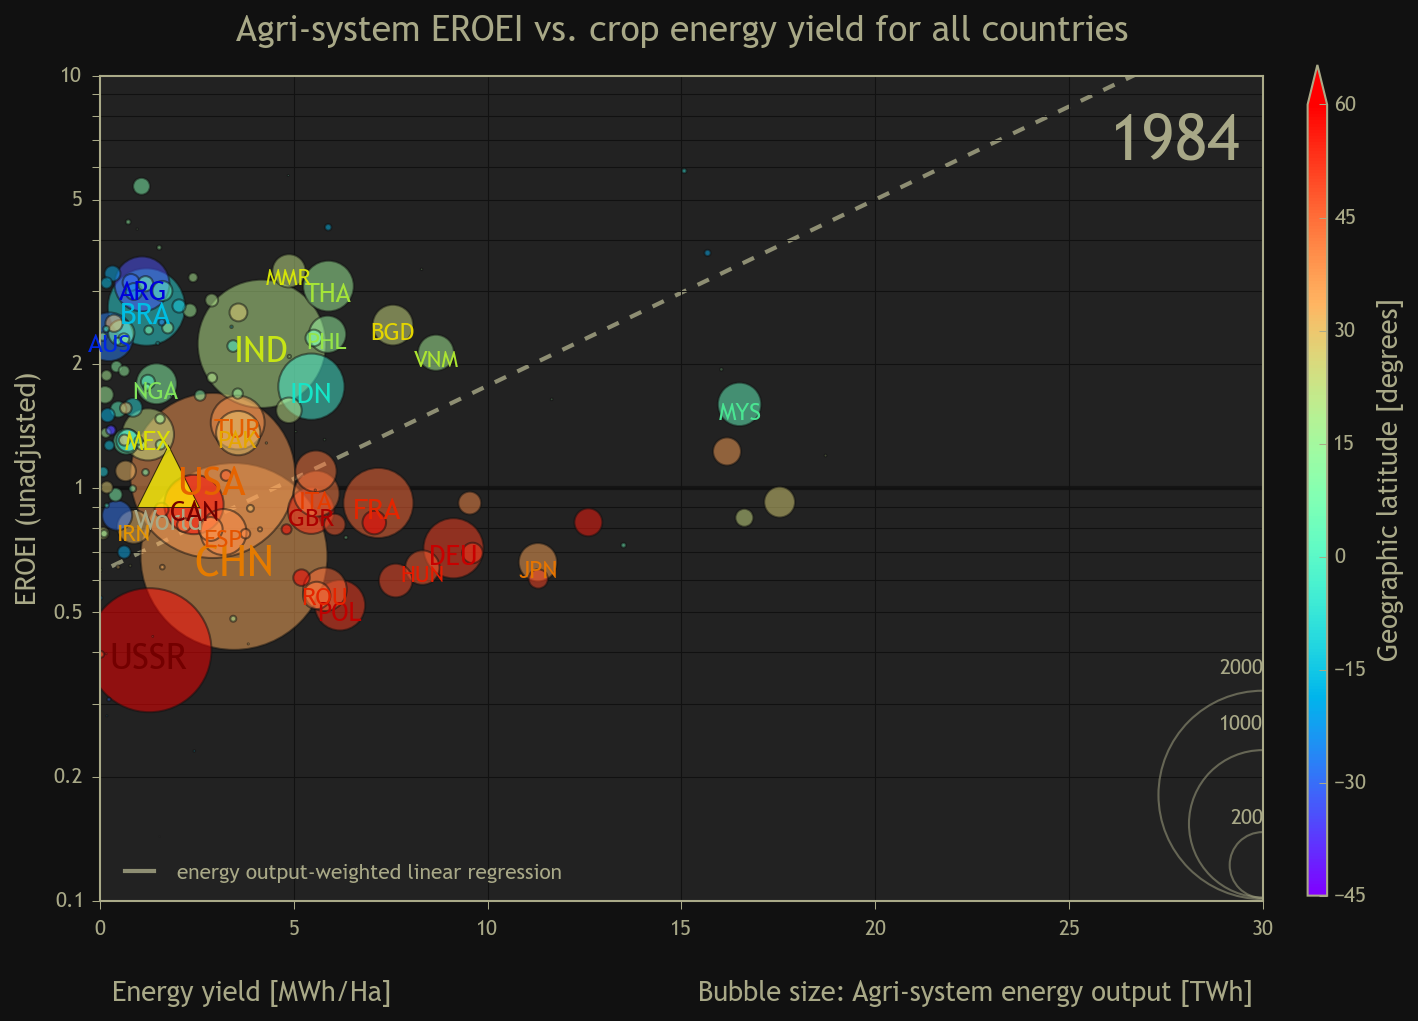 Agri-system EROEI vs. crop energy yield for all countries
1984
10
5
2
1
0.5
0.2
0.1
EROEI (unadjusted)
MMR
THA
ARG
BRA
AUS
IND
PHL
BGD
VNM
NGA
IDN
MYS
TUR
PAK
MEX
USA
CAN
World
IRN
ESP
ITA
GBR
FRA
CHN
DEU
HUN
JPN
ROU
POL
USSR
2000
1000
200
energy output-weighted linear regression
0
5
10
15
20
25
30
Energy yield [MWh/Ha]
Bubble size: Agri-system energy output [TWh]
60
45
30
15
0
−15
−30
−45
Geographic latitude [degrees]